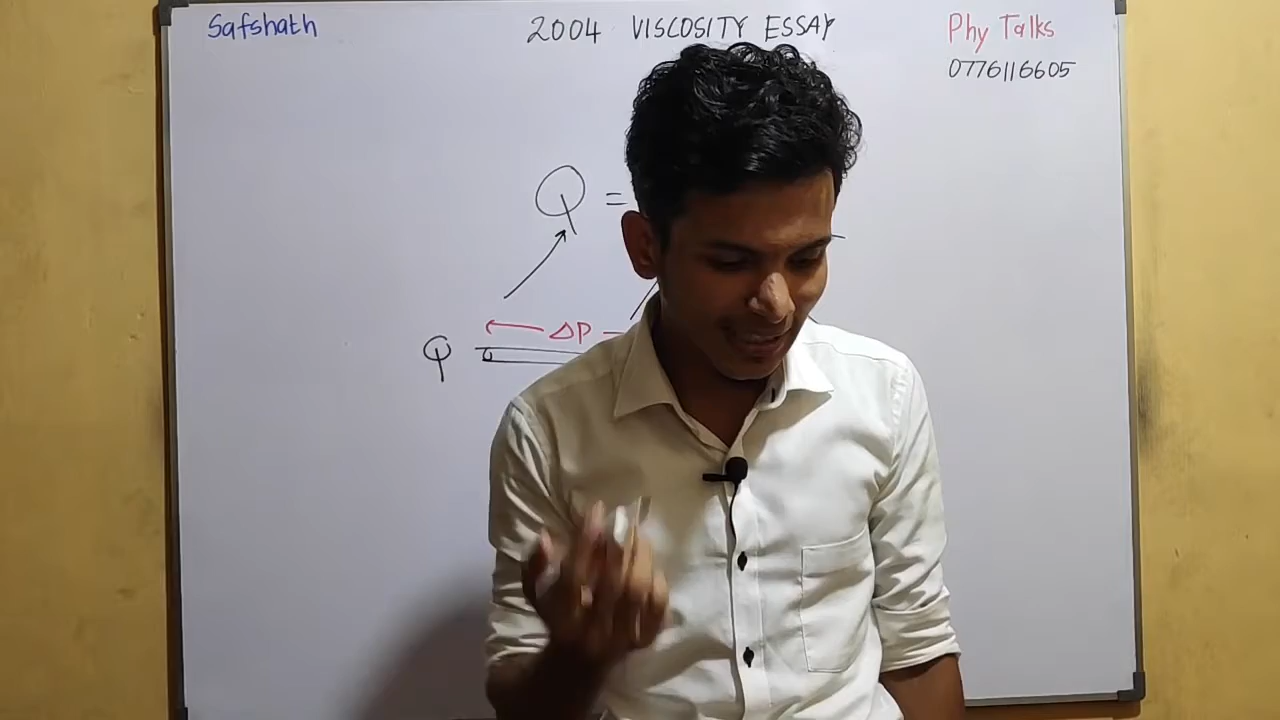 Safshath
2004 VISCOSITY ESSAY
Phy Talks
0776116605
Q =
ΔP
Q